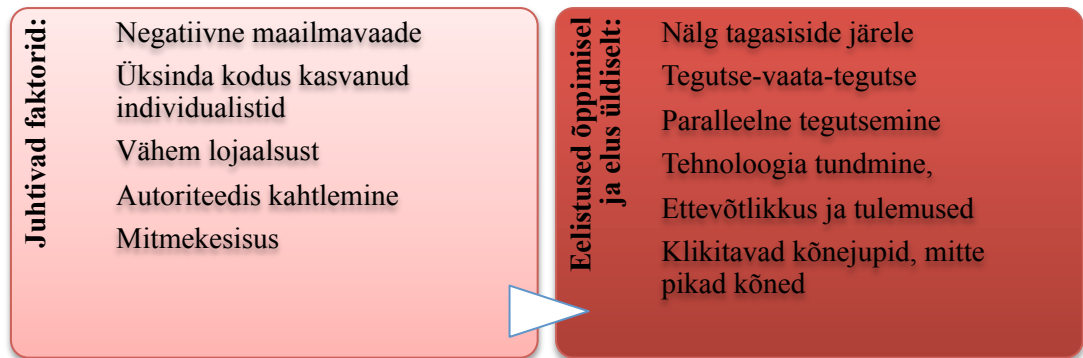 Juhtivad faktorid:
Negatiivne maailmavaade
Üksinda kodus kasvanud
individualistid
Vähem lojaalsust
Autoriteedis kahtlemine
Mitmekesisus
Eelistused õppimisel
ja elus üldiselt:
Nälg tagasiside järele
Tegutse-vaata-tegutse
Paralleelne tegutsemine
Tehnoloogia tundmine,
Ettevõtlikkus ja tulemused
Klikitavad kõnejupid, mitte
pikad kõned